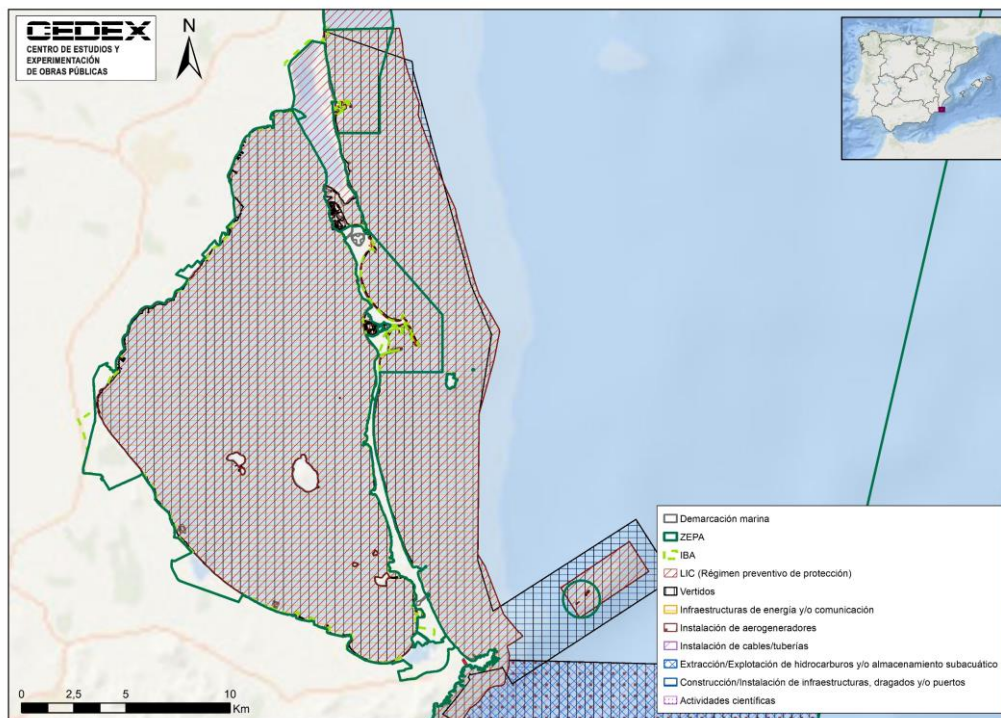 CEDEX
CENTRO DE ESTUDIOS Y
EXPERIMENTACIÓN
DE OBRAS PÚBLICAS
N
Demarcación marina
ZEPA
IBA
LIC (Régimen preventivo de protección)
Vertidos
Infraestructuras de energía y/o comunicación
Instalación de aerogeneradores
Instalación de cables/tuberías
Extracción/Explotación de hidrocarburos y/o almacenamiento subacuático
Construcción/Instalación de infraestructuras, dragados y/o puertos
Actividades científicas
0 2,5 5 10
Km